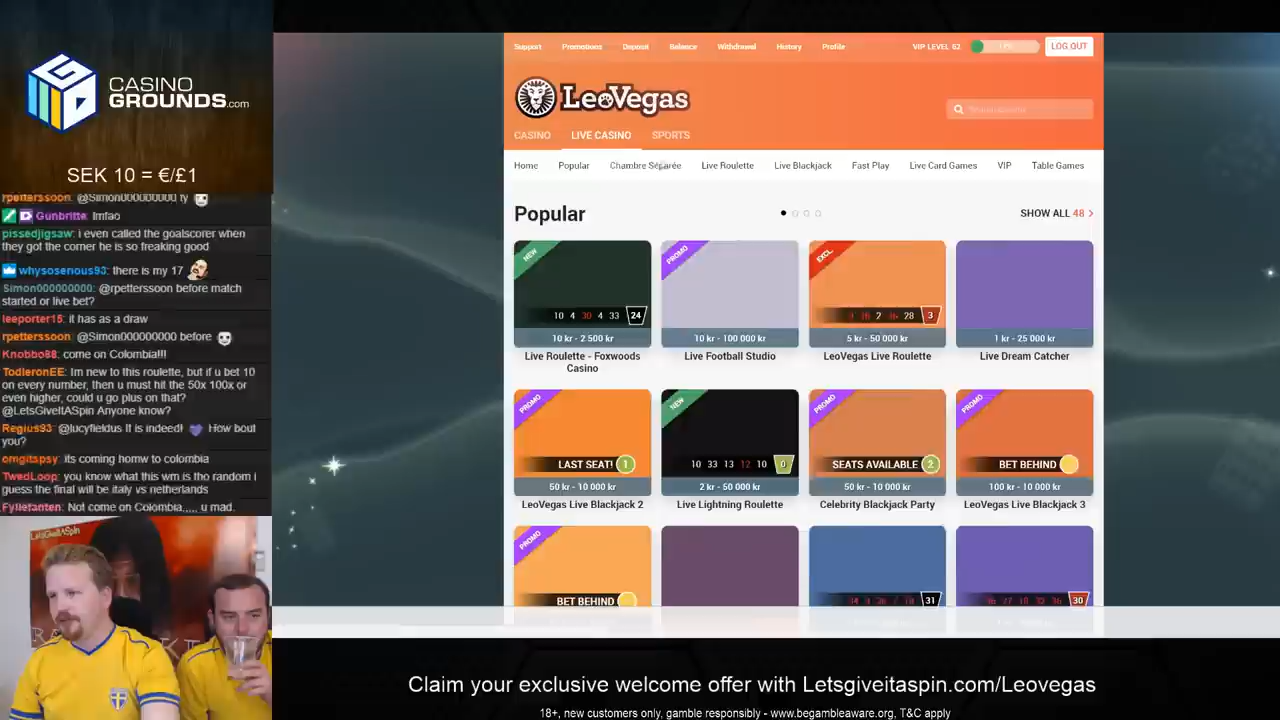 CASINO
GROUNDS.com
SEK 10 = €/£1
rpetterssoon: @Simon000000000 ty
Gunbritte: lmfao
pissedjigsaw: i even called the goalscorer when
they got the corner he is so freaking good
whysosenous93: there is my 17
Simon000000000: @rpetterssoon before match
started or live bet?
leeporter15: it has as a draw
rpetterssoon: @Simon000000000 before
Knobbo88: come on Colombia!!!
TodleronEE: Im new to this roulette, but if u bet 10
on every number, then u must hit the 50x 100x or
even higher, could u go plus on that?
@LetsGiveItASpin Anyone know?
Regius93: @lucyfieldus It is indeed! How bout
you?
omgitspsy: its coming homw to colombia
TwedLoop: you know what this wm is tho random i
guess the final will be italy vs netherlands
Fylletanten: Not come on Colombia,.... u mad.
LetsGiveItASpin
Support Promotions Deposit Balance Withdrawal History Profile VIP LEVEL 62 LOG OUT
LeoVegas
CASINO LIVE CASINO SPORTS
Home Popular Chambre Séparée Live Roulette Live Blackjack Fast Play Live Card Games VIP Table Games
Popular SHOW ALL 48 >
NEW PROMO EXCL
10 4 30 4 33 24
2 28 3
10 kr - 2 500 kr 10 kr - 100 000 kr 5 kr - 50 000 kr 1 kr - 25 000 kr
Live Roulette - Foxwoods Casino
Live Football Studio
LeoVegas Live Roulette
Live Dream Catcher
PROMO NEW PROMO PROMO
LAST SEAT! 1
10 33 13 12 10 0
SEATS AVAILABLE 2
BET BEHIND
50 kr - 10 000 kr 2 kr - 50 000 kr 50 kr - 10 000 kr 100 kr - 10 000 kr
LeoVegas Live Blackjack 2 Live Lightning Roulette Celebrity Blackjack Party LeoVegas Live Blackjack 3
PROMO
BET BEHIND
31
30
Claim your exclusive welcome offer with Letsgiveitaspin.com/Leovegas
18+, new customers only, gamble responsibly - www.begambleaware.org, T&C apply